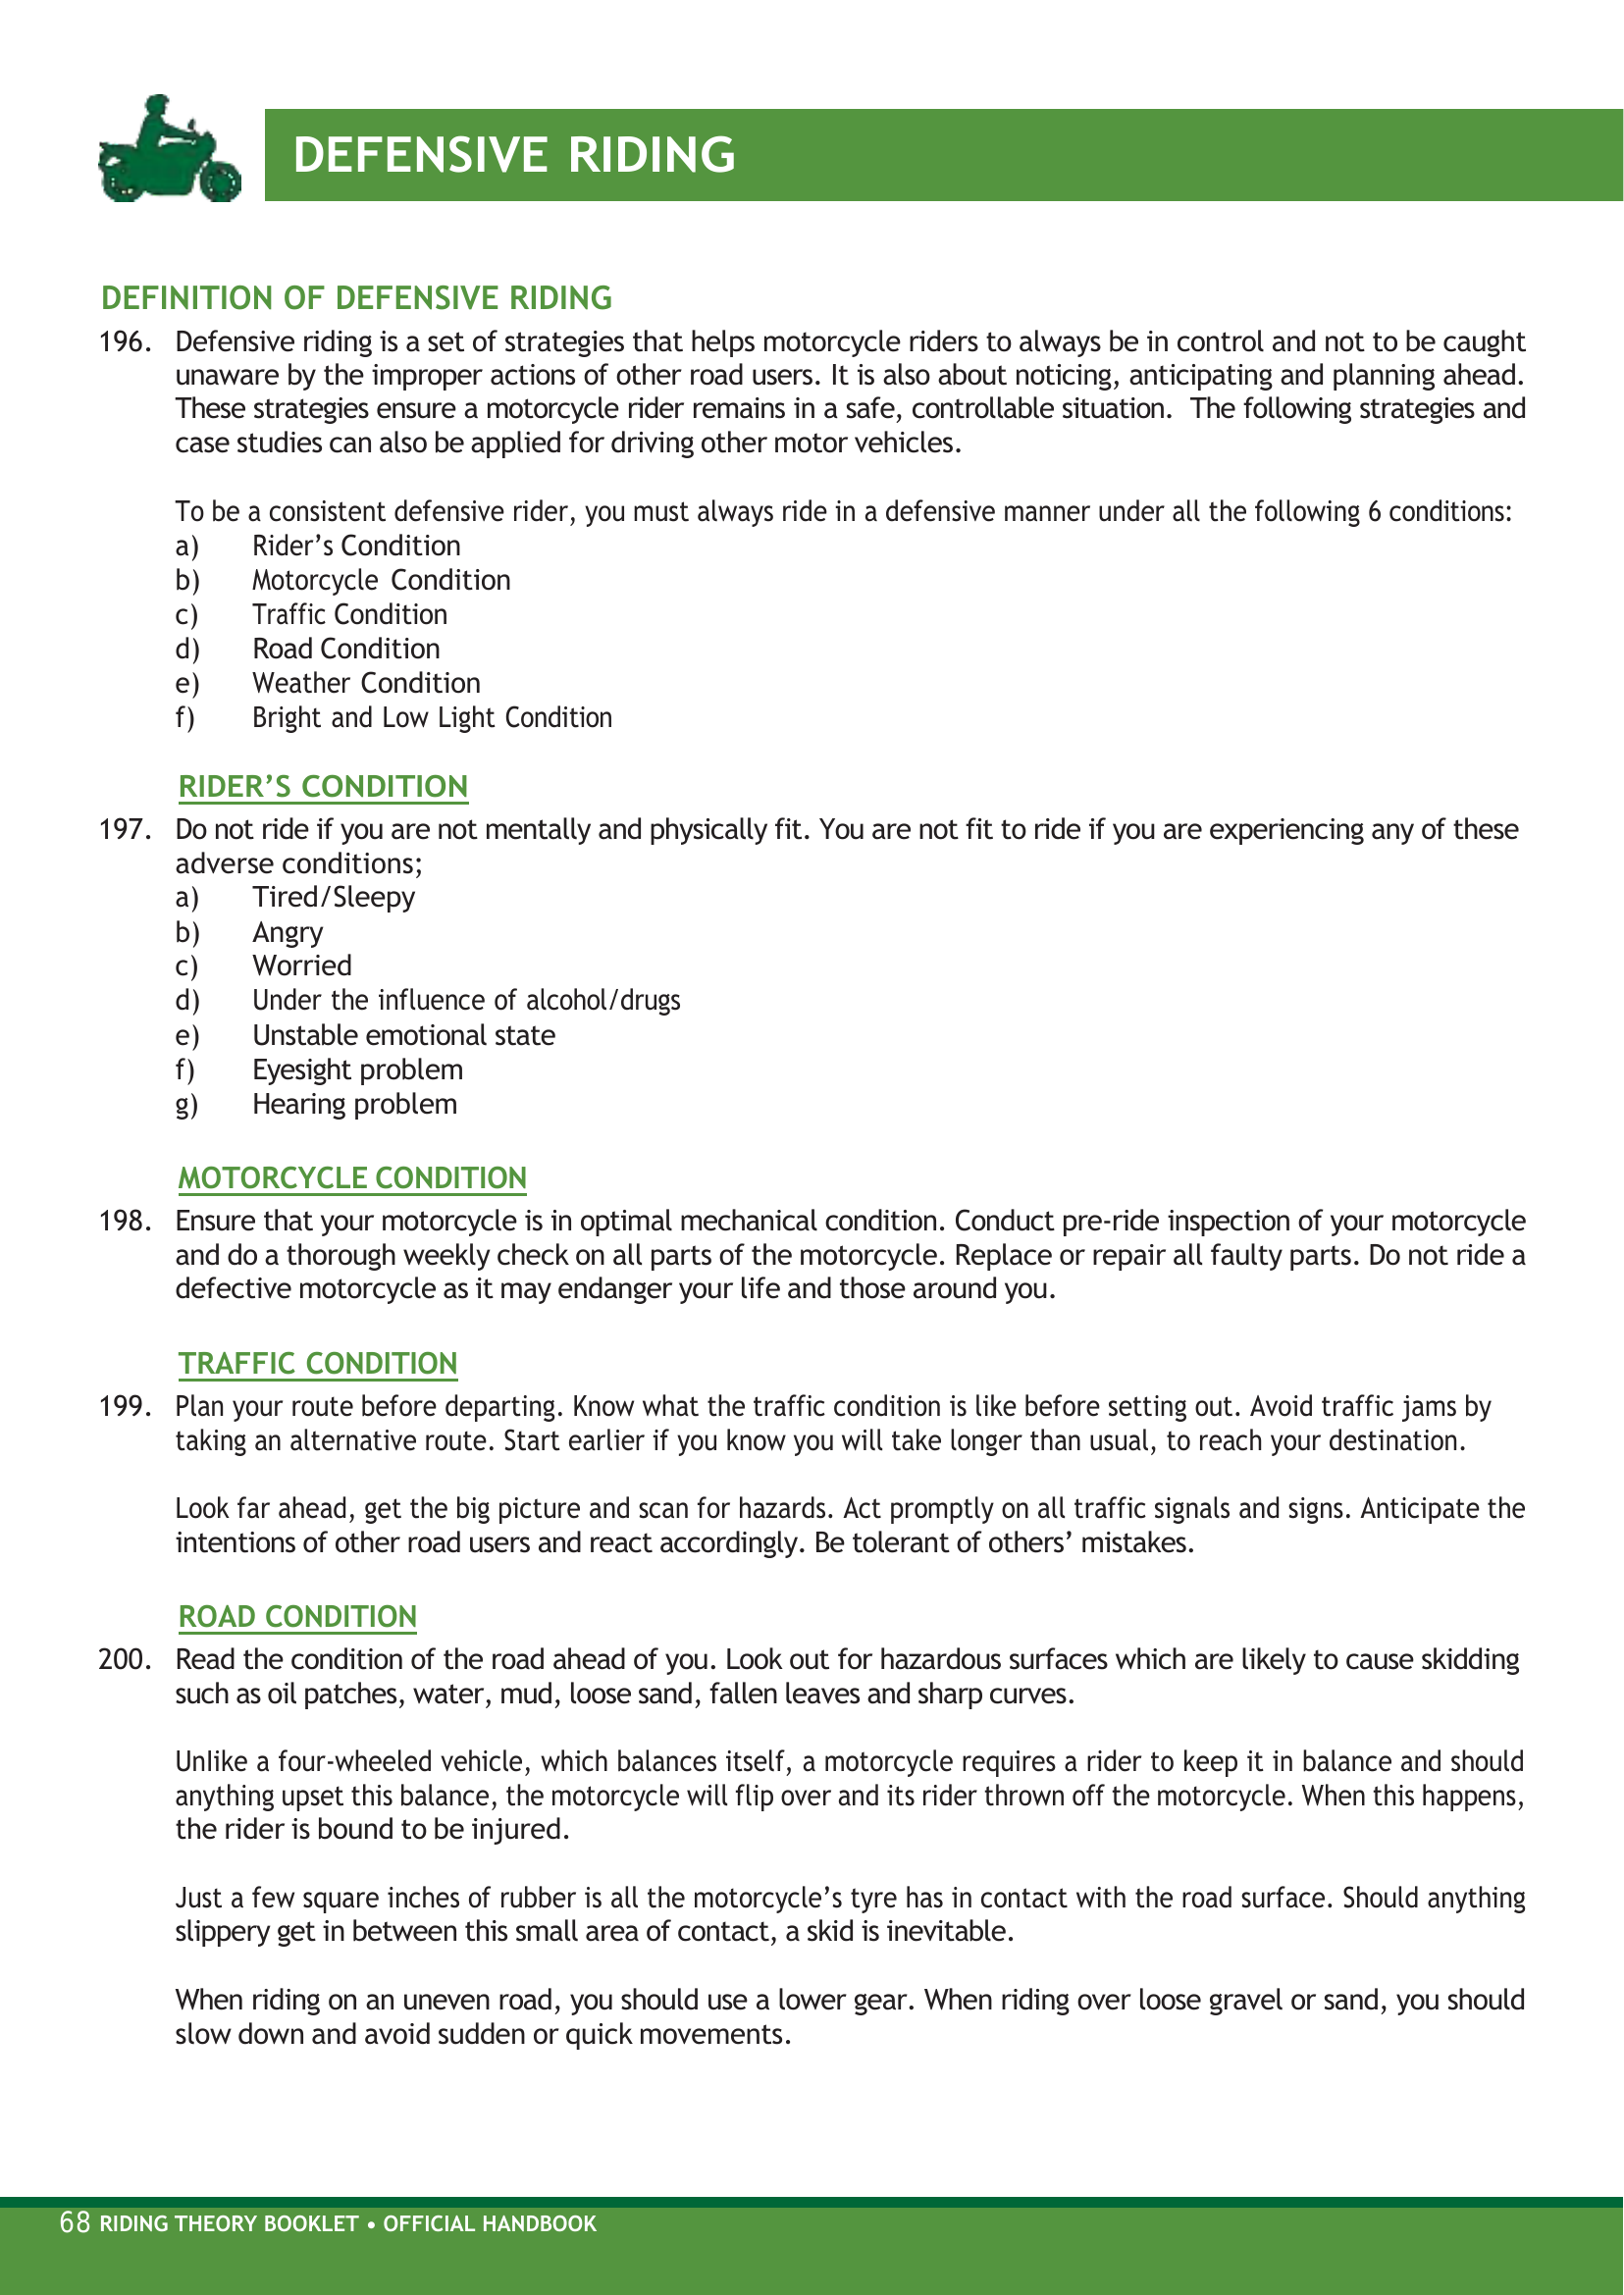 DEFENSIVE RIDING
DEFINITION OF DEFENSIVE RIDING
196. Defensive riding is a set of strategies that helps motorcycle riders to always be in control and not to be caught
unaware by the improper actions of other road users. It is also about noticing, anticipating and planning ahead.
These strategies ensure a motorcycle rider remains in a safe, controllable situation. The following strategies and
case studies can also be applied for driving other motor vehicles.
To be a consistent defensive rider, you must always ride in a defensive manner under all the following 6 conditions:
a) Rider’s Condition
b) Motorcycle Condition
c) Traffic Condition
d) Road Condition
e) Weather Condition
f) Bright and Low Light Condition
RIDER’S CONDITION
197. Do not ride if you are not mentally and physically fit. You are not fit to ride if you are experiencing any of these
adverse conditions;
a) Tired/Sleepy
b) Angry
c) Worried
d) Under the influence of alcohol/drugs
e) Unstable emotional state
f) Eyesight problem
g) Hearing problem
MOTORCYCLE CONDITION
198. Ensure that your motorcycle is in optimal mechanical condition. Conduct pre-ride inspection of your motorcycle
and do a thorough weekly check on all parts of the motorcycle. Replace or repair all faulty parts. Do not ride a
defective motorcycle as it may endanger your life and those around you.
TRAFFIC CONDITION
199. Plan your route before departing. Know what the traffic condition is like before setting out. Avoid traffic jams by
taking an alternative route. Start earlier if you know you will take longer than usual, to reach your destination.
Look far ahead, get the big picture and scan for hazards. Act promptly on all traffic signals and signs. Anticipate the
intentions of other road users and react accordingly. Be tolerant of others’ mistakes.
ROAD CONDITION
200. Read the condition of the road ahead of you. Look out for hazardous surfaces which are likely to cause skidding
such as oil patches, water, mud, loose sand, fallen leaves and sharp curves.
Unlike a four-wheeled vehicle, which balances itself, a motorcycle requires a rider to keep it in balance and should
anything upset this balance, the motorcycle will flip over and its rider thrown off the motorcycle. When this happens,
the rider is bound to be injured.
Just a few square inches of rubber is all the motorcycle’s tyre has in contact with the road surface. Should anything
slippery get in between this small area of contact, a skid is inevitable.
When riding on an uneven road, you should use a lower gear. When riding over loose gravel or sand, you should
slow down and avoid sudden or quick movements.
68 RIDING THEORY BOOKLET • OFFICIAL HANDBOOK